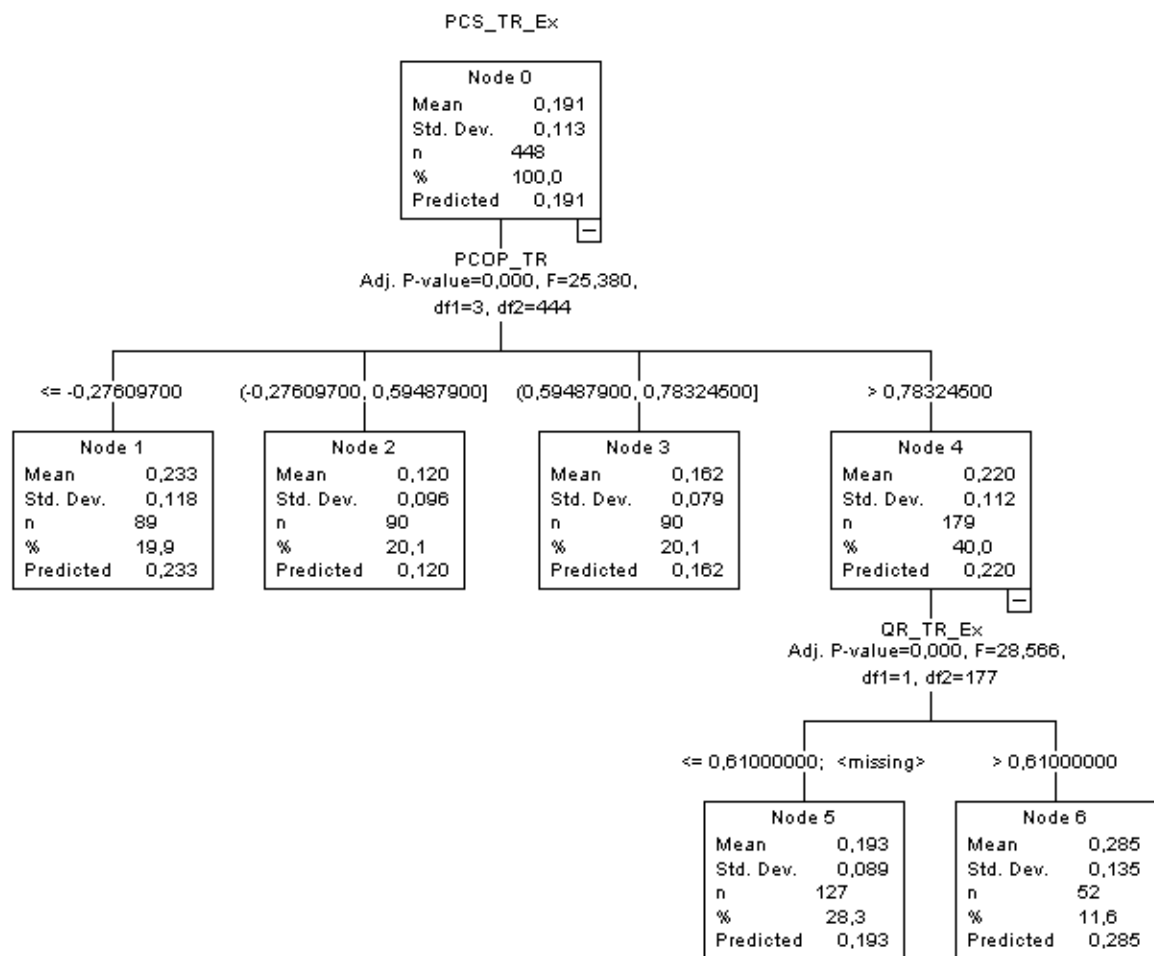 PCS_TR_Ex
Node 0
Mean 0,191
Std. Dev. 0,113
n 448
% 100,0
Predicted 0,191
PCOP_TR
Adj. P-value=0,000, F=25,380,
df1=3, df2=444
<= -0,27609700
(-0,27609700, 0,59487900]
(0,59487900, 0,78324500]
> 0,78324500
Node 1
Mean 0,233
Std. Dev. 0,118
n 89
% 19,9
Predicted 0,233
Node 2
Mean 0,120
Std. Dev. 0,096
n 90
% 20,1
Predicted 0,120
Node 3
Mean 0,162
Std. Dev. 0,079
n 90
% 20,1
Predicted 0,162
Node 4
Mean 0,220
Std. Dev. 0,112
n 179
% 40,0
Predicted 0,220
QR_TR_Ex
Adj. P-value=0,000, F=28,566,
df1=1, df2=177
<= 0,61000000; <missing>
> 0,61000000
Node 5
Mean 0,193
Std. Dev. 0,089
n 127
% 28,3
Predicted 0,193
Node 6
Mean 0,285
Std. Dev. 0,135
n 52
% 11,6
Predicted 0,285